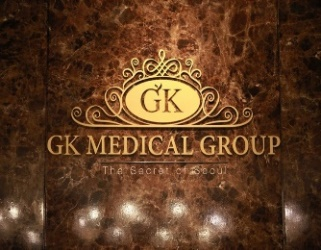 GK
GK MEDICAL GROUP
The Secret of Seoul